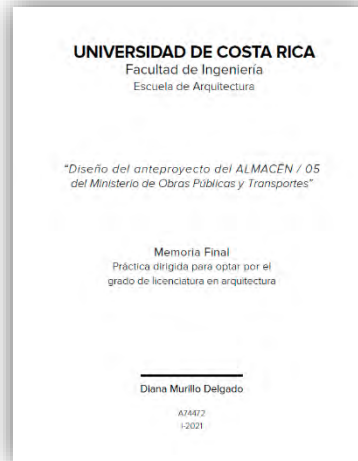 UNIVERSIDAD DE COSTA RICA
Facultad de Ingeniería
Escuela de Arquitectura
“Diseño del anteproyecto del ALMACÉN / 05
del Ministerio de Obras Públicas y Transportes”
Memoria Final
Práctica dirigida para optar por el
grado de licenciatura en arquitectura
Diana Murillo Delgado
A74472
I-2021